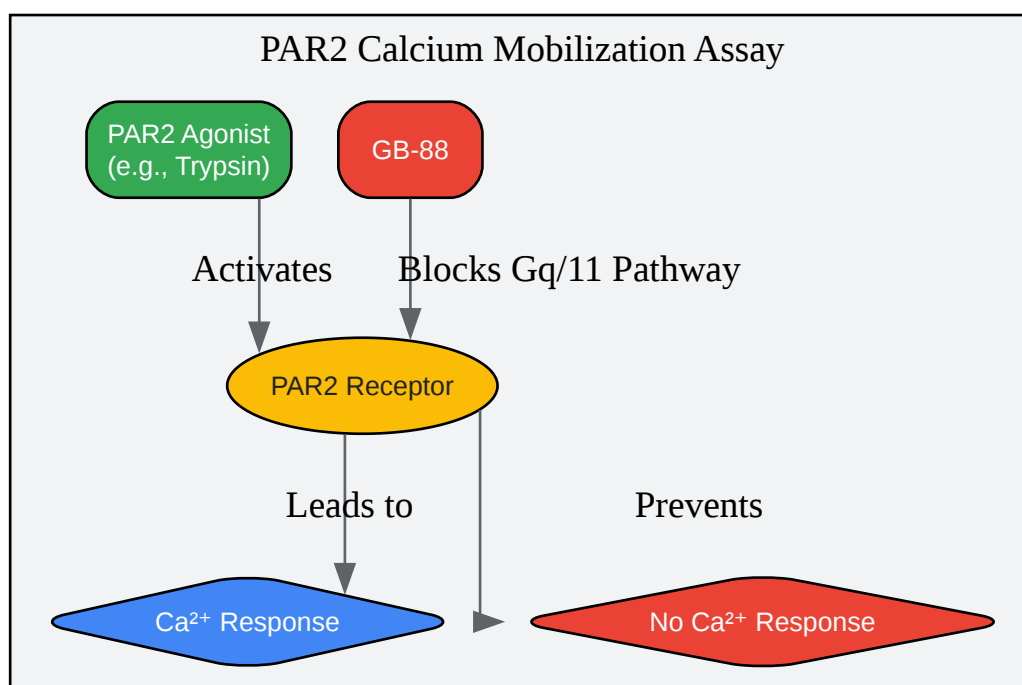 PAR2 Calcium Mobilization Assay
PAR2 Agonist
(e.g., Trypsin)
GB-88
Activates
Blocks Gq/11 Pathway
PAR2 Receptor
Leads to
Prevents
Ca²⁺ Response
No Ca²⁺ Response